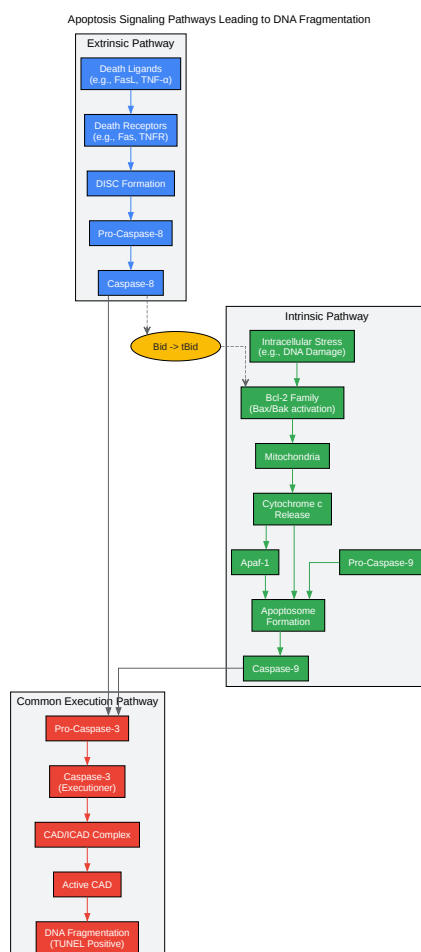 Apoptosis Signaling Pathways Leading to DNA Fragmentation
Extrinsic Pathway
Death Ligands
(e.g., FasL, TNF-α)
Death Receptors
(e.g., Fas, TNFR)
DISC Formation
Pro-Caspase-8
Caspase-8
Bid -> tBid
Intrinsic Pathway
Intracellular Stress
(e.g., DNA Damage)
Bcl-2 Family
(Bax/Bak activation)
Mitochondria
Cytochrome c
Release
Apaf-1
Pro-Caspase-9
Apoptosome
Formation
Caspase-9
Common Execution Pathway
Pro-Caspase-3
Caspase-3
(Executioner)
CAD/ICAD Complex
Active CAD
DNA Fragmentation
(TUNEL Positive)